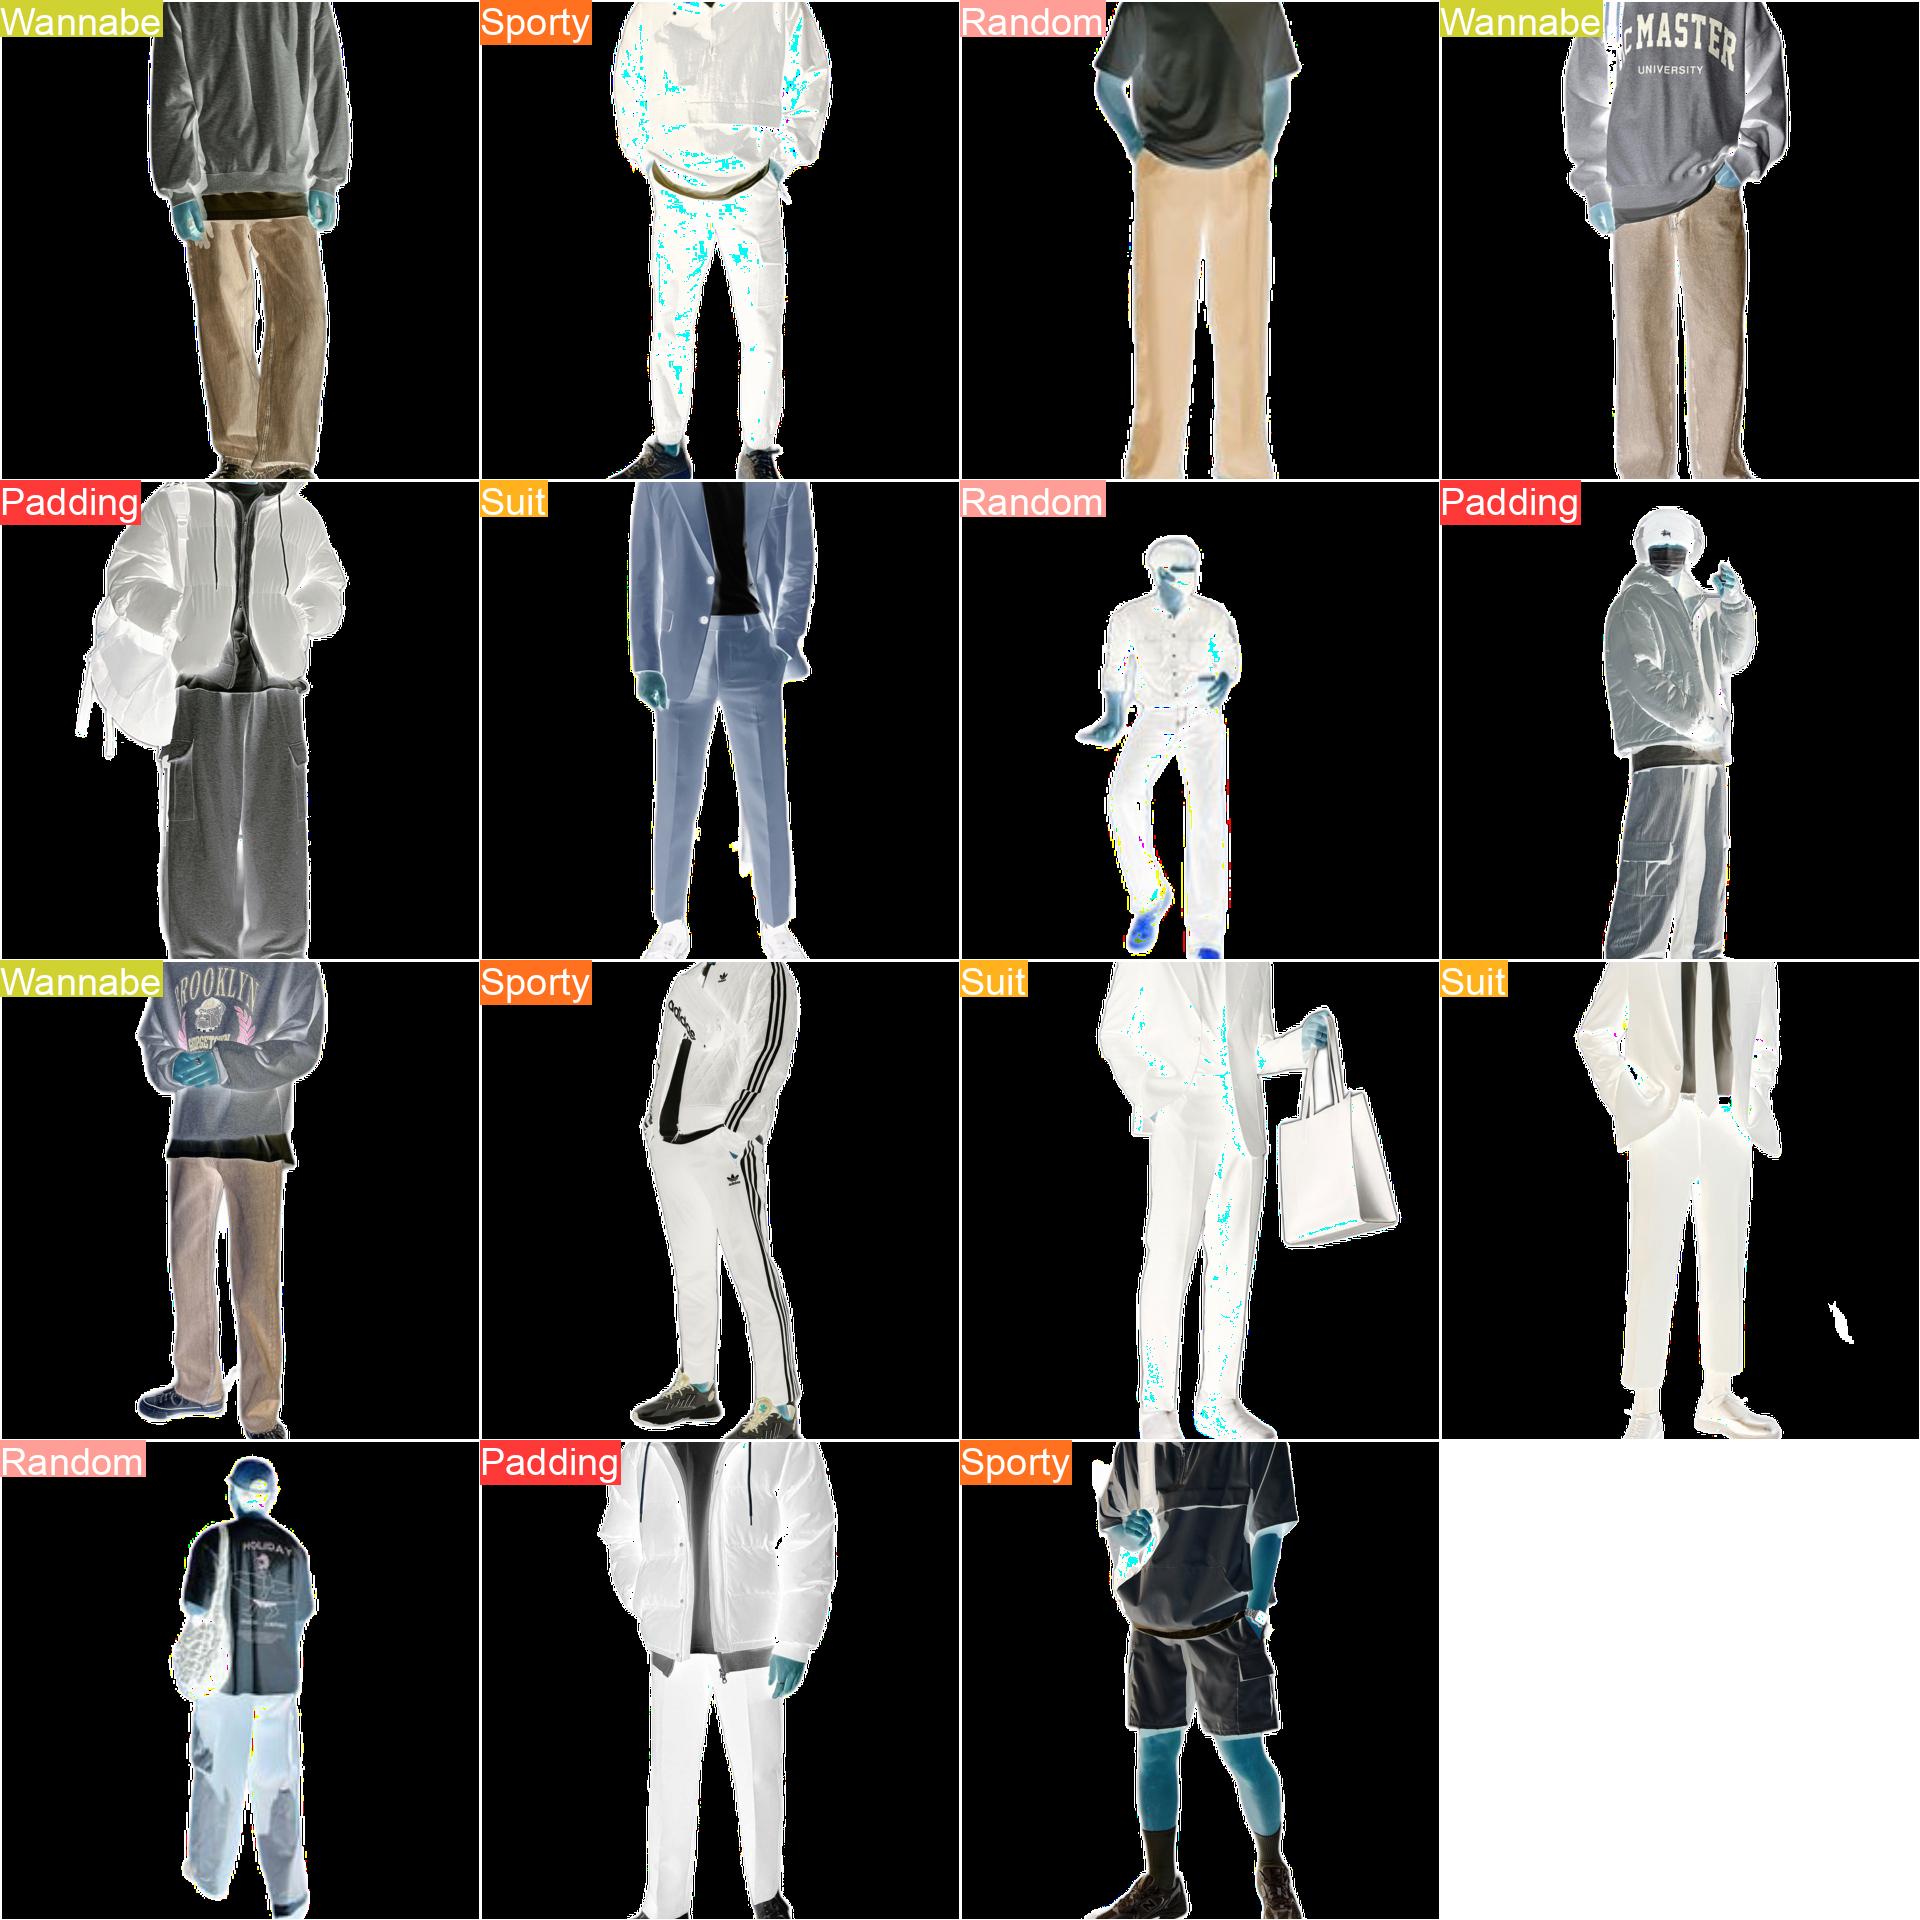 Wannabe
Sporty
Random
Wannabe
MASTER
UNIVERSITY
Padding
Suit
Random
Padding
Wannabe
BROOKLYN
Sporty
adidas
Suit
Suit
Random
HOLIDAY
Padding
Sporty